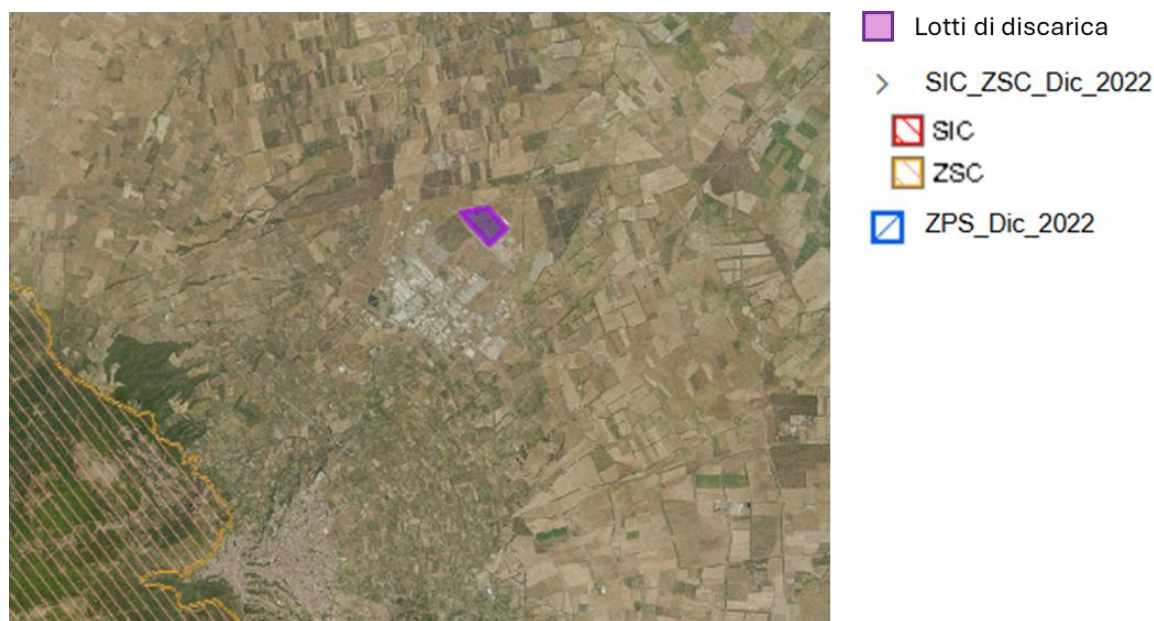 Lotti di discarica
SIC_ZSC_Dic_2022
SIC
ZSC
ZPS_Dic_2022